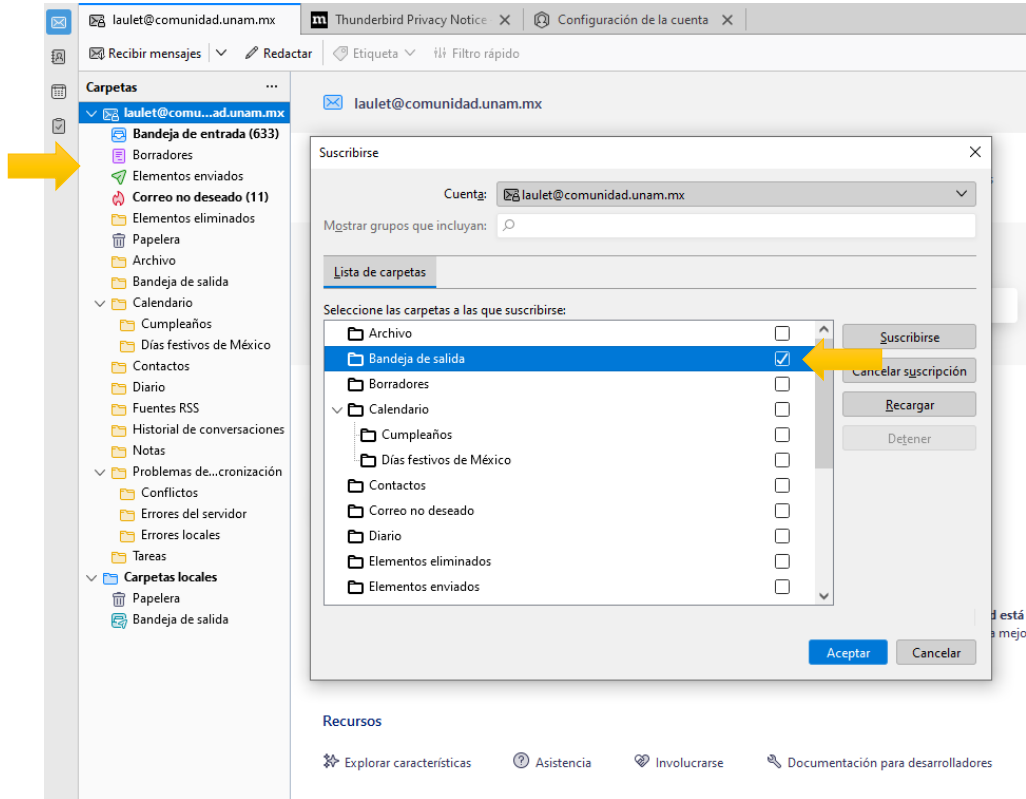 laulet@comunidad.unam.mx
Thunderbird Privacy Notice
Configuración de la cuenta
Recibir mensajes
Redactar
Etiqueta
Filtro rápido
Carpetas
laulet@comu...ad.unam.mx
Bandeja de entrada (633)
Borradores
Elementos enviados
Correo no deseado (11)
Elementos eliminados
Papelera
Archivo
Bandeja de salida
Calendario
Cumpleaños
Días festivos de México
Contactos
Diario
Fuentes RSS
Historial de conversaciones
Notas
Problemas de...cronización
Conflictos
Errores del servidor
Errores locales
Tareas
Carpetas locales
Papelera
Bandeja de salida
laulet@comunidad.unam.mx
Suscribirse
Cuenta: laulet@comunidad.unam.mx
Mostrar grupos que incluyan:
Lista de carpetas
Seleccione las carpetas a las que suscribirse:
Archivo
Bandeja de salida
Borradores
Calendario
Cumpleaños
Días festivos de México
Contactos
Correo no deseado
Diario
Elementos eliminados
Elementos enviados
Suscribirse
Cancelar suscripción
Recargar
Detener
Aceptar
Cancelar
está
Recursos
Explorar características
Asistencia
Involucrarse
Documentación para desarrolladores